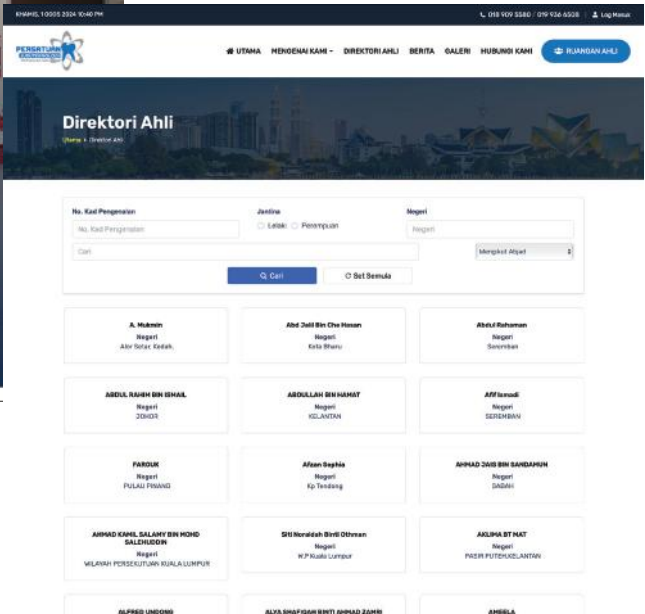 KHAMIS, 10 OGOS 2024 10:40 PM
018 909 5580 / 019 936 6508
Log Masuk
PERSATUAN
UTAMA MENGENAI KAMI DIREKTORI AHLI BERITA GALERI HUBUNGI KAMI RUANGAN AHLI
Direktori Ahli
Utama Direktori Ahli
No. Kad Pengenalan Jantina Negeri
No. Kad Pengenalan Lelaki Perempuan Negeri
Cari Mengikut Abjad
Cari Set Semula
A. Mukmin
Negeri
Alor Setar, Kedah.
Abd Jalil Bin Che Hasan
Negeri
Kota Bharu
Abdul Rahaman
Negeri
Seremban
ABDUL RAHIM BIN ISMAIL
Negeri
JOHOR
ABDULLAH BIN HAMAT
Negeri
KELANTAN
Afif Ismadi
Negeri
SEREMBAN
FAROUK
Negeri
PULAU PINANG
Afzan Sophia
Negeri
Kp Tendong
AHMAD JAIS BIN SANDAMUN
Negeri
SABAH
AHMAD KAMIL SALAMY BIN MOHD
SALEHUDDIN
Negeri
WILAYAH PERSEKUTUAN KUALA LUMPUR
Siti Noraidah Binti Othman
Negeri
W.P Kuala Lumpur
AKLIMA BT MAT
Negeri
PASIR PUTEH,KELANTAN
ALFRED UNDONG
ALYA SHAFIQAH BINTI AHMAD ZAMRI
AMEELA